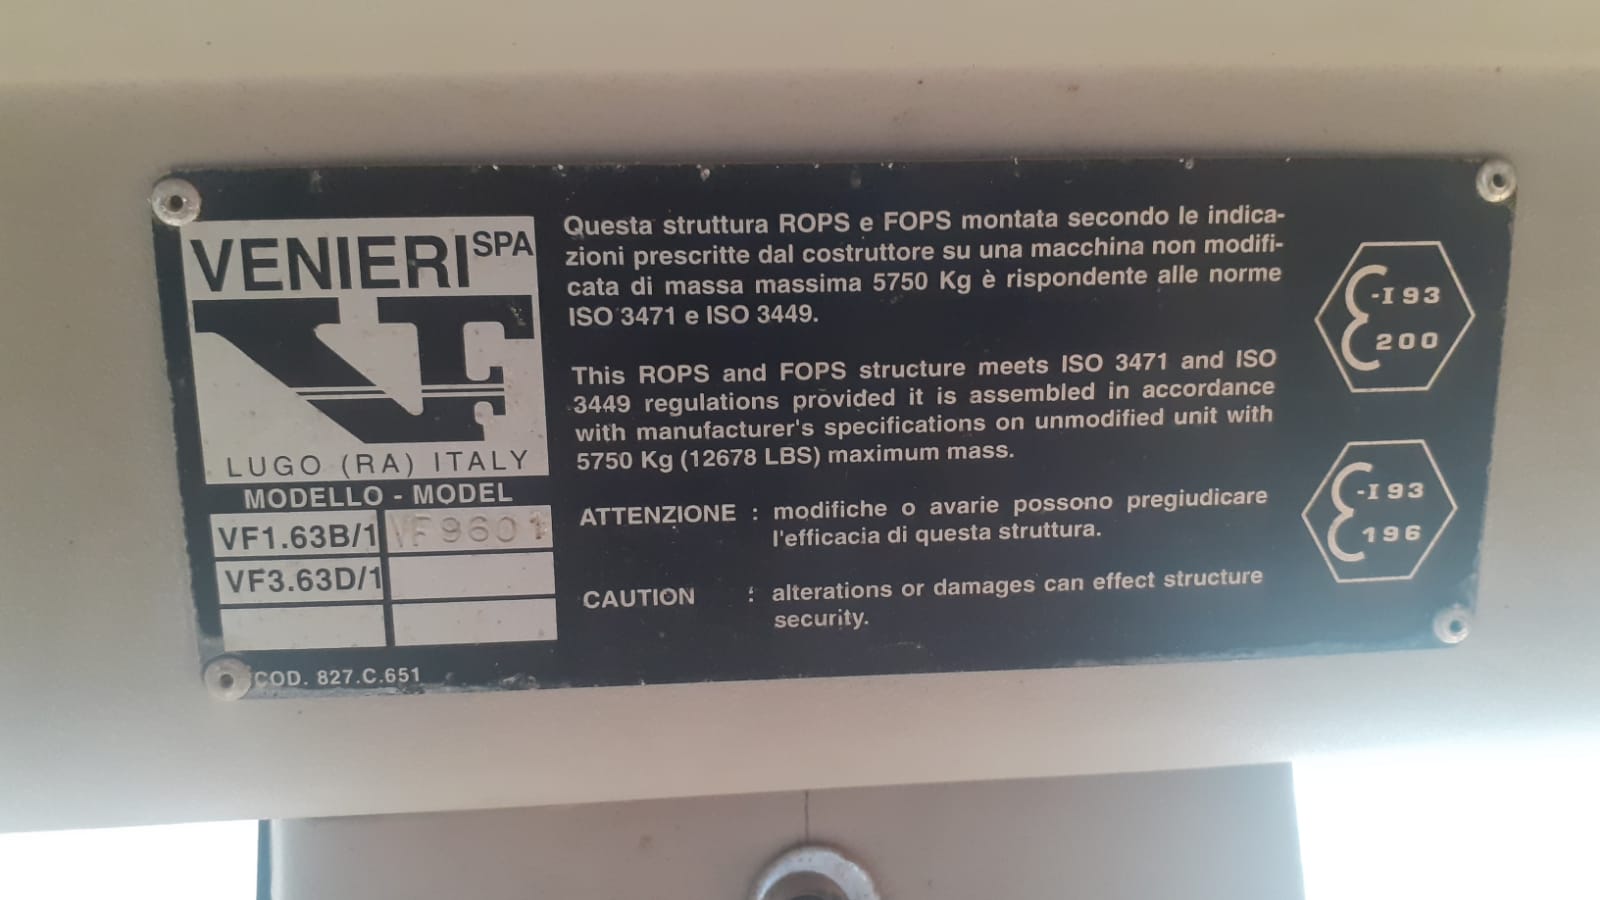 VENIERI SPA
VF
LUGO (RA) ITALY
MODELLO - MODEL
VF1.63B/1 VF9601
VF3.63D/1
COD. 827.C.651
Questa struttura ROPS e FOPS montata secondo le indica-
zioni prescritte dal costruttore su una macchina non modifi-
cata di massa massima 5750 Kg è rispondente alle norme
ISO 3471 e ISO 3449.
This ROPS and FOPS structure meets ISO 3471 and ISO
3449 regulations provided it is assembled in accordance
with manufacturer's specifications on unmodified unit with
5750 Kg (12678 LBS) maximum mass.
ATTENZIONE : modifiche o avarie possono pregiudicare
l'efficacia di questa struttura.
CAUTION : alterations or damages can effect structure
security.
-I 93
200
-I 93
196